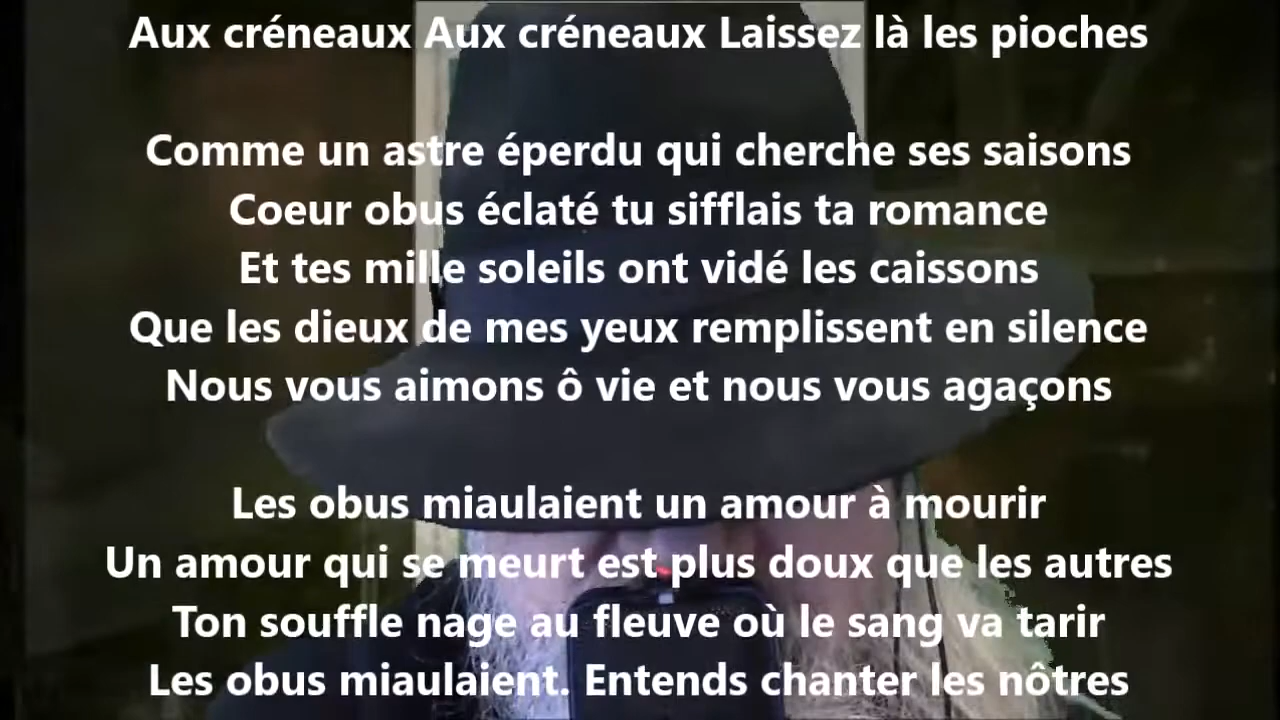 Aux créneaux Aux créneaux Laissez là les pioches
Comme un astre éperdu qui cherche ses saisons
Coeur obus éclaté tu sifflais ta romance
Et tes mille soleils ont vidé les caissons
Que les dieux de mes yeux remplissent en silence
Nous vous aimons ô vie et nous vous agaçons
Les obus miaulaient un amour à mourir
Un amour qui se meurt est plus doux que les autres
Ton souffle nage au fleuve où le sang va tarir
Les obus miaulaient. Entends chanter les nôtres